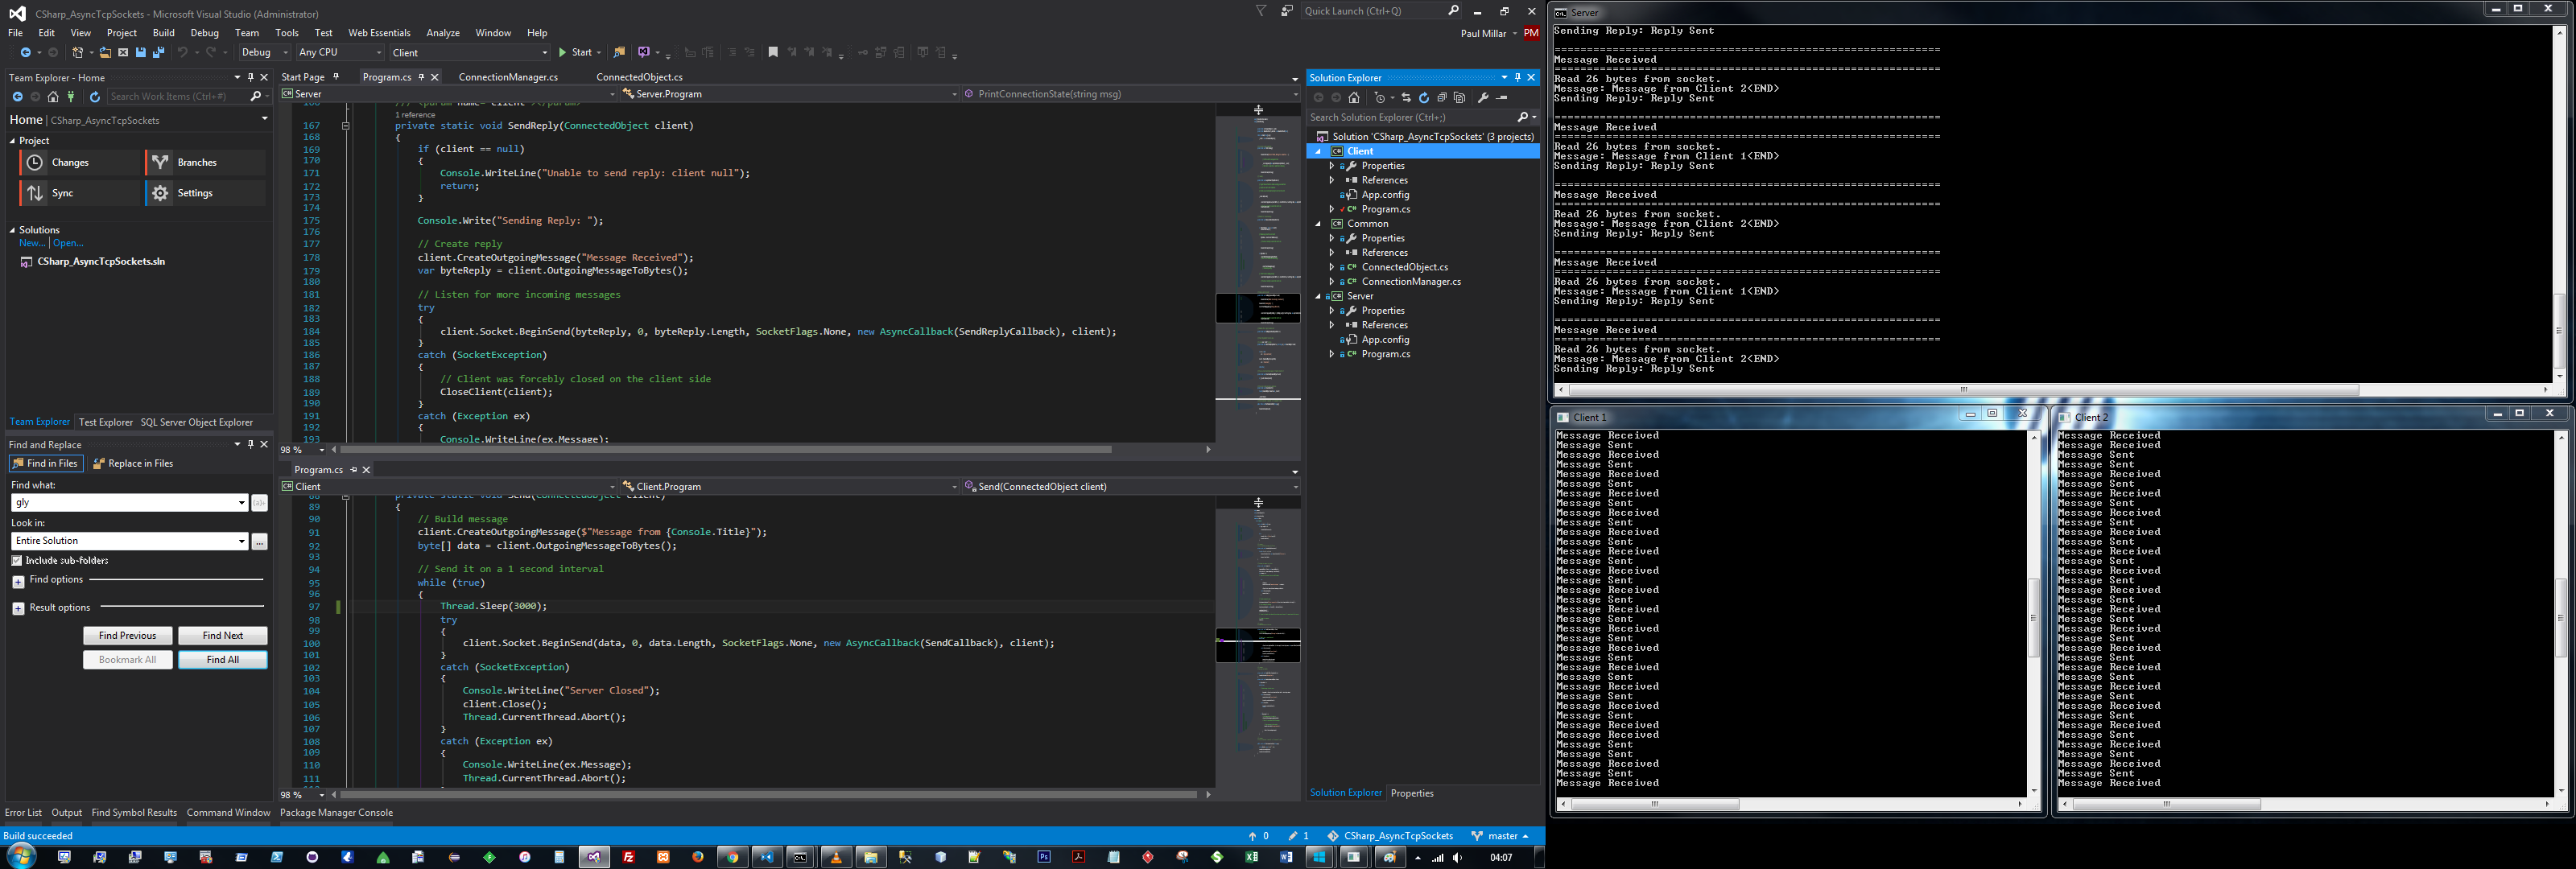 CSharp_AsyncTcpSockets - Microsoft Visual Studio (Administrator)
Quick Launch (Ctrl+Q)
File Edit View Project Build Debug Team Tools Test Web Essentials Analyze Window Help
Paul Millar PM
Debug Any CPU Client Start
Team Explorer - Home
Search Work Items (Ctrl+#)
Home | CSharp_AsyncTcpSockets
Project
Changes Branches
Sync Settings
Solutions
New... | Open...
CSharp_AsyncTcpSockets.sln
Team Explorer Test Explorer SQL Server Object Explorer
Find and Replace
Find in Files Replace in Files
Find what:
gly
Look in:
Entire Solution
...
Include sub-folders
Find options
Result options
Find Previous Find Next
Bookmark All Find All
Start Page Program.cs ConnectionManager.cs ConnectedObject.cs
Server Server.Program PrintConnectionState(string msg)
1 reference
167 private static void SendReply(ConnectedObject client)
168 {
169 if (client == null)
170 {
171 Console.WriteLine("Unable to send reply: client null");
172 return;
173 }
174
175 Console.Write("Sending Reply: ");
176
177 // Create reply
178 client.CreateOutgoingMessage("Message Received");
179 var byteReply = client.OutgoingMessageToBytes();
180
181 // Listen for more incoming messages
182 try
183 {
184 client.Socket.BeginSend(byteReply, 0, byteReply.Length, SocketFlags.None, new AsyncCallback(SendReplyCallback), client);
185 }
186 catch (SocketException)
187 {
188 // Client was forcebly closed on the client side
189 CloseClient(client);
190 }
191 catch (Exception ex)
192 {
193 Console.WriteLine(ex.Message);
98 %
Program.cs
Client Client.Program Send(ConnectedObject client)
88 private static void Send(ConnectedObject client)
89 {
90 // Build message
91 client.CreateOutgoingMessage($"Message from {Console.Title}");
92 byte[] data = client.OutgoingMessageToBytes();
93
94 // Send it on a 1 second interval
95 while (true)
96 {
97 Thread.Sleep(3000);
98 try
99 {
100 client.Socket.BeginSend(data, 0, data.Length, SocketFlags.None, new AsyncCallback(SendCallback), client);
101 }
102 catch (SocketException)
103 {
104 Console.WriteLine("Server Closed");
105 client.Close();
106 Thread.CurrentThread.Abort();
107 }
108 catch (Exception ex)
109 {
110 Console.WriteLine(ex.Message);
111 Thread.CurrentThread.Abort();
98 %
Solution Explorer
Search Solution Explorer (Ctrl+;)
Solution 'CSharp_AsyncTcpSockets' (3 projects)
Client
Properties
References
App.config
Program.cs
Common
Properties
References
ConnectedObject.cs
ConnectionManager.cs
Server
Properties
References
App.config
Program.cs
Solution Explorer Properties
Error List Output Find Symbol Results Command Window Package Manager Console
Build succeeded
0 1 CSharp_AsyncTcpSockets master
04:07
Server
Sending Reply: Reply Sent
============================================================
Message Received
============================================================
Read 26 bytes from socket.
Message: Message from Client 2<END>
Sending Reply: Reply Sent
============================================================
Message Received
============================================================
Read 26 bytes from socket.
Message: Message from Client 1<END>
Sending Reply: Reply Sent
============================================================
Message Received
============================================================
Read 26 bytes from socket.
Message: Message from Client 2<END>
Sending Reply: Reply Sent
============================================================
Message Received
============================================================
Read 26 bytes from socket.
Message: Message from Client 1<END>
Sending Reply: Reply Sent
============================================================
Message Received
============================================================
Read 26 bytes from socket.
Message: Message from Client 2<END>
Sending Reply: Reply Sent
Client 1
Message Received
Message Sent
Message Received
Message Sent
Message Received
Message Sent
Message Received
Message Sent
Message Received
Message Sent
Message Received
Message Sent
Message Received
Message Sent
Message Received
Message Sent
Message Received
Message Sent
Message Received
Message Sent
Message Received
Message Sent
Message Received
Message Sent
Message Received
Message Sent
Message Received
Message Sent
Message Received
Message Sent
Message Received
Message Sent
Message Sent
Message Received
Message Sent
Message Received
Client 2
Message Received
Message Sent
Message Received
Message Sent
Message Received
Message Sent
Message Received
Message Sent
Message Received
Message Sent
Message Received
Message Sent
Message Received
Message Sent
Message Received
Message Sent
Message Received
Message Sent
Message Received
Message Sent
Message Received
Message Sent
Message Received
Message Sent
Message Received
Message Sent
Message Received
Message Sent
Message Sent
Message Received
Message Sent
Message Received
Message Sent
Message Received
Message Sent
Message Received